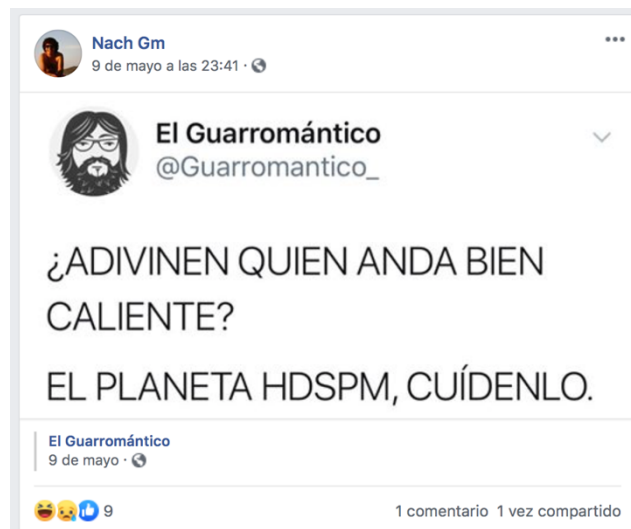 Nach Gm
9 de mayo a las 23:41 ·
El Guarromántico
@Guarromantico_
¿ADIVINEN QUIEN ANDA BIEN
CALIENTE?
EL PLANETA HDSPM, CUÍDENLO.
El Guarromántico
9 de mayo ·
9
1 comentario 1 vez compartido